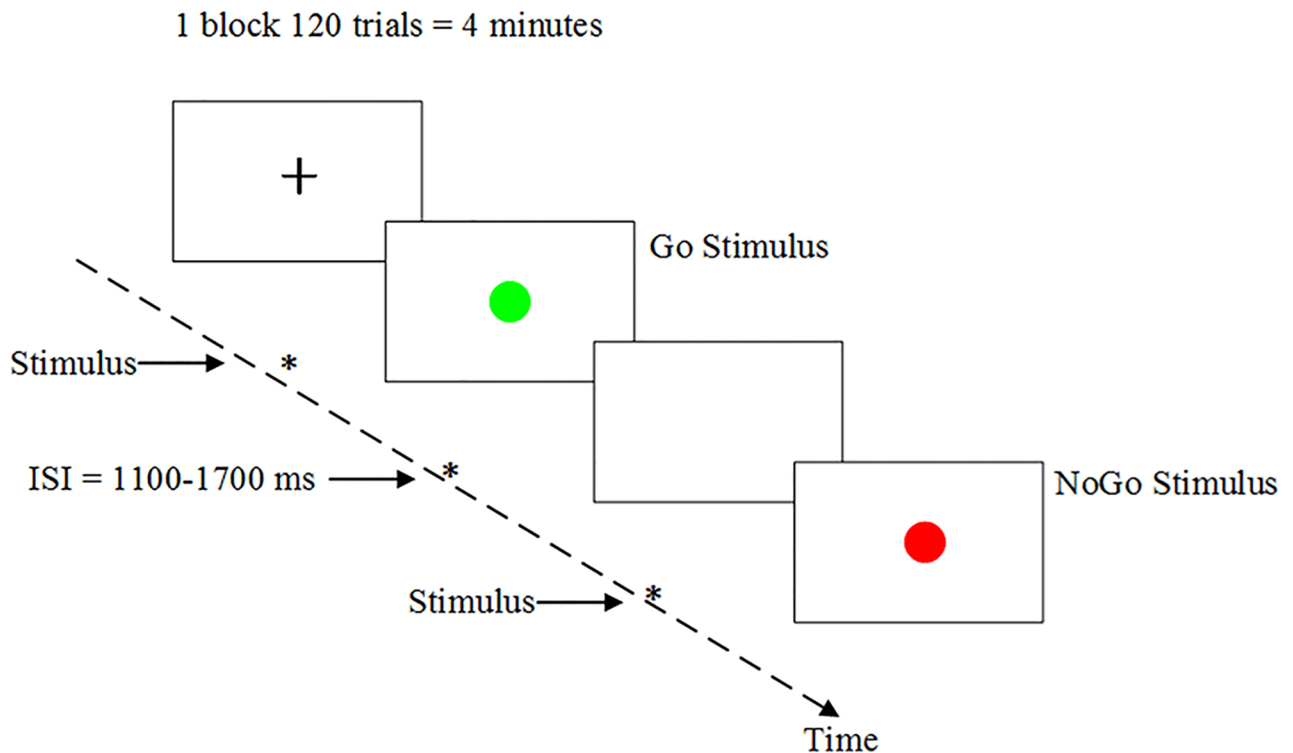 1 block 120 trials = 4 minutes
Go Stimulus
Stimulus
*
ISI = 1100-1700 ms
*
NoGo Stimulus
Stimulus
*
Time